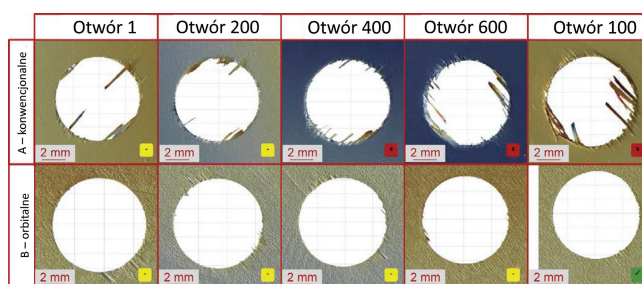 Otwór 1 Otwór 200 Otwór 400 Otwór 600 Otwór 100
A – konwencjonalne
2 mm - 2 mm - 2 mm x 2 mm x 2 mm x
B – orbitalne
2 mm - 2 mm - 2 mm - 2 mm - 2 mm ✓